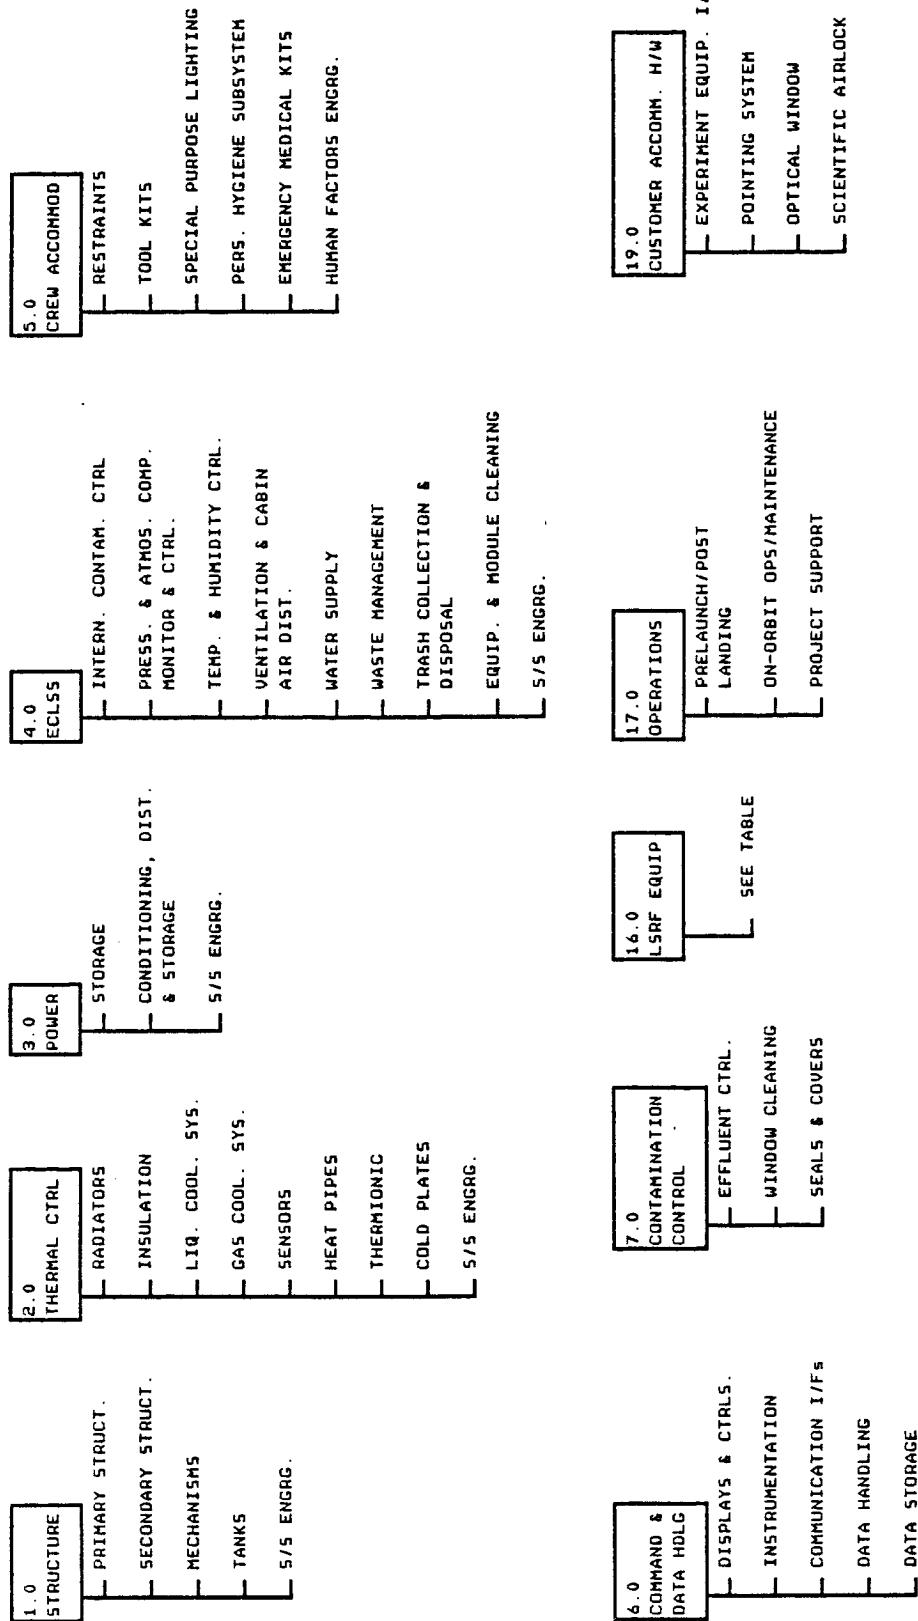 1.0
STRUCTURE
PRIMARY STRUCT.
SECONDARY STRUCT.
MECHANISMS
TANKS
S/S ENGRG.
2.0
THERMAL CTRL
RADIATORS
INSULATION
LIQ. COOL. SYS.
GAS COOL. SYS.
SENSORS
HEAT PIPES
THERMIONIC
COLD PLATES
S/S ENGRG.
3.0
POWER
STORAGE
CONDITIONING, DIST.
& STORAGE
S/S ENGRG.
4.0
ECLSS
INTERN. CONTAM. CTRL
PRESS. & ATMOS. COMP.
MONITOR & CTRL.
TEMP. & HUMIDITY CTRL.
VENTILATION & CABIN
AIR DIST.
WATER SUPPLY
WASTE MANAGEMENT
TRASH COLLECTION &
DISPOSAL
EQUIP. & MODULE CLEANING
S/S ENGRG.
5.0
CREW ACCOMMOD
RESTRAINTS
TOOL KITS
SPECIAL PURPOSE LIGHTING
PERS. HYGIENE SUBSYSTEM
EMERGENCY MEDICAL KITS
HUMAN FACTORS ENGRG.
6.0
COMMAND &
DATA HDLG
DISPLAYS & CTRLS.
INSTRUMENTATION
COMMUNICATION I/Fs
DATA HANDLING
DATA STORAGE
7.0
CONTAMINATION
CONTROL
EFFLUENT CTRL.
WINDOW CLEANING
SEALS & COVERS
16.0
LSRF EQUIP
SEE TABLE
17.0
OPERATIONS
PRELAUNCH/POST
LANDING
ON-ORBIT OPS/MAINTENANCE
PROJECT SUPPORT
19.0
CUSTOMER ACCOMM. H/W
EXPERIMENT EQUIP.
POINTING SYSTEM
OPTICAL WINDOW
SCIENTIFIC AIRLOCK